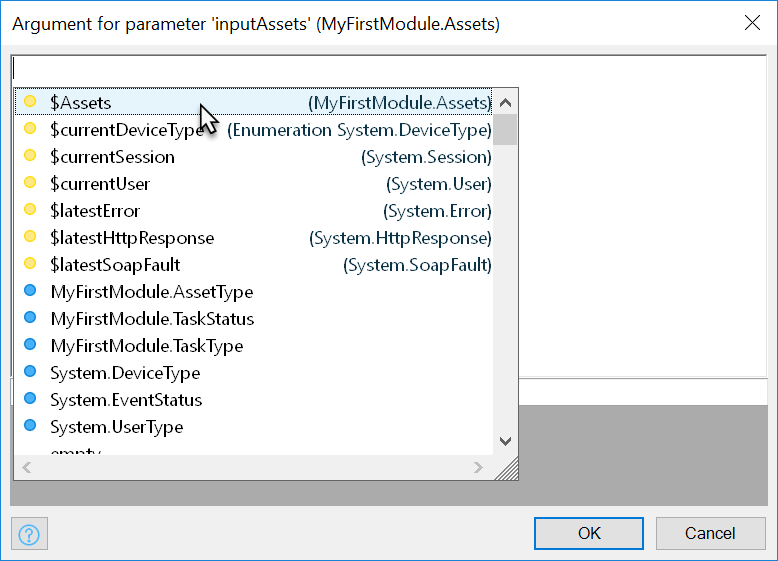 Argument for parameter 'inputAssets' (MyFirstModule.Assets)
$Assets (MyFirstModule.Assets)
$currentDeviceType (Enumeration System.DeviceType)
$currentSession (System.Session)
$currentUser (System.User)
$latestError (System.Error)
$latestHttpResponse (System.HttpResponse)
$latestSoapFault (System.SoapFault)
MyFirstModule.AssetType
MyFirstModule.TaskStatus
MyFirstModule.TaskType
System.DeviceType
System.EventStatus
System.UserType
empty
OK Cancel